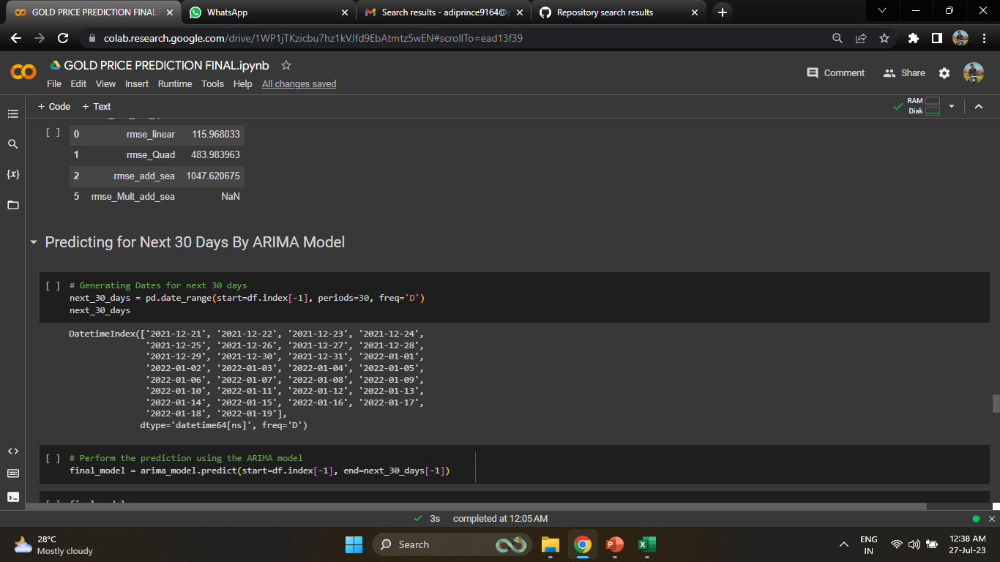 GOLD PRICE PREDICTION FINAL.
WhatsApp
Search results - adiprince9164@
Repository search results
colab.research.google.com/drive/1WP1jTKzicbu7hz1kVJfd9EbAtmtz5wEN#scrollTo=ead13f39
GOLD PRICE PREDICTION FINAL.ipynb
File Edit View Insert Runtime Tools Help All changes saved
Comment Share
+ Code + Text
RAM
Disk
[ ] 0 rmse_linear 115.968033
1 rmse_Quad 483.983963
2 rmse_add_sea 1047.620675
5 rmse_Mult_add_sea NaN
Predicting for Next 30 Days By ARIMA Model
[ ] # Generating Dates for next 30 days
next_30_days = pd.date_range(start=df.index[-1], periods=30, freq='D')
next_30_days
DatetimeIndex(['2021-12-21', '2021-12-22', '2021-12-23', '2021-12-24',
'2021-12-25', '2021-12-26', '2021-12-27', '2021-12-28',
'2021-12-29', '2021-12-30', '2021-12-31', '2022-01-01',
'2022-01-02', '2022-01-03', '2022-01-04', '2022-01-05',
'2022-01-06', '2022-01-07', '2022-01-08', '2022-01-09',
'2022-01-10', '2022-01-11', '2022-01-12', '2022-01-13',
'2022-01-14', '2022-01-15', '2022-01-16', '2022-01-17',
'2022-01-18', '2022-01-19'],
dtype='datetime64[ns]', freq='D')
[ ] # Perform the prediction using the ARIMA model
final_model = arima_model.predict(start=df.index[-1], end=next_30_days[-1])
3s completed at 12:05 AM
28°C
Mostly cloudy
Search
ENG
IN
12:38 AM
27-Jul-23